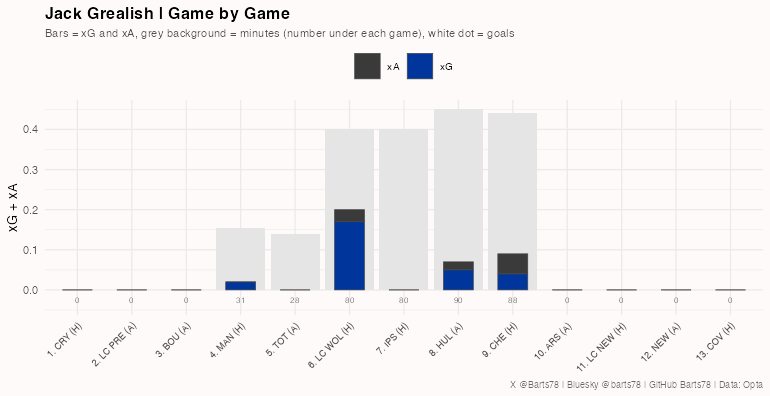 Jack Grealish | Game by Game
Bars = xG and xA, grey background = minutes (number under each game), white dot = goals
xA xG
xG + xA
0.4
0.3
0.2
0.1
0.0
0 0 0 31 28 80 80 90 88 0 0 0 0
1. CRY (H)
2. LC PRE (A)
3. BOU (A)
4. MAN (H)
5. TOT (A)
6. LC WOL (H)
7. IPS (H)
8. HUL (A)
9. CHE (H)
10. ARS (A)
11. LC NEW (H)
12. NEW (A)
13. COV (H)
X @Barts78 | Bluesky @barts78 | GitHub Barts78 | Data: Opta